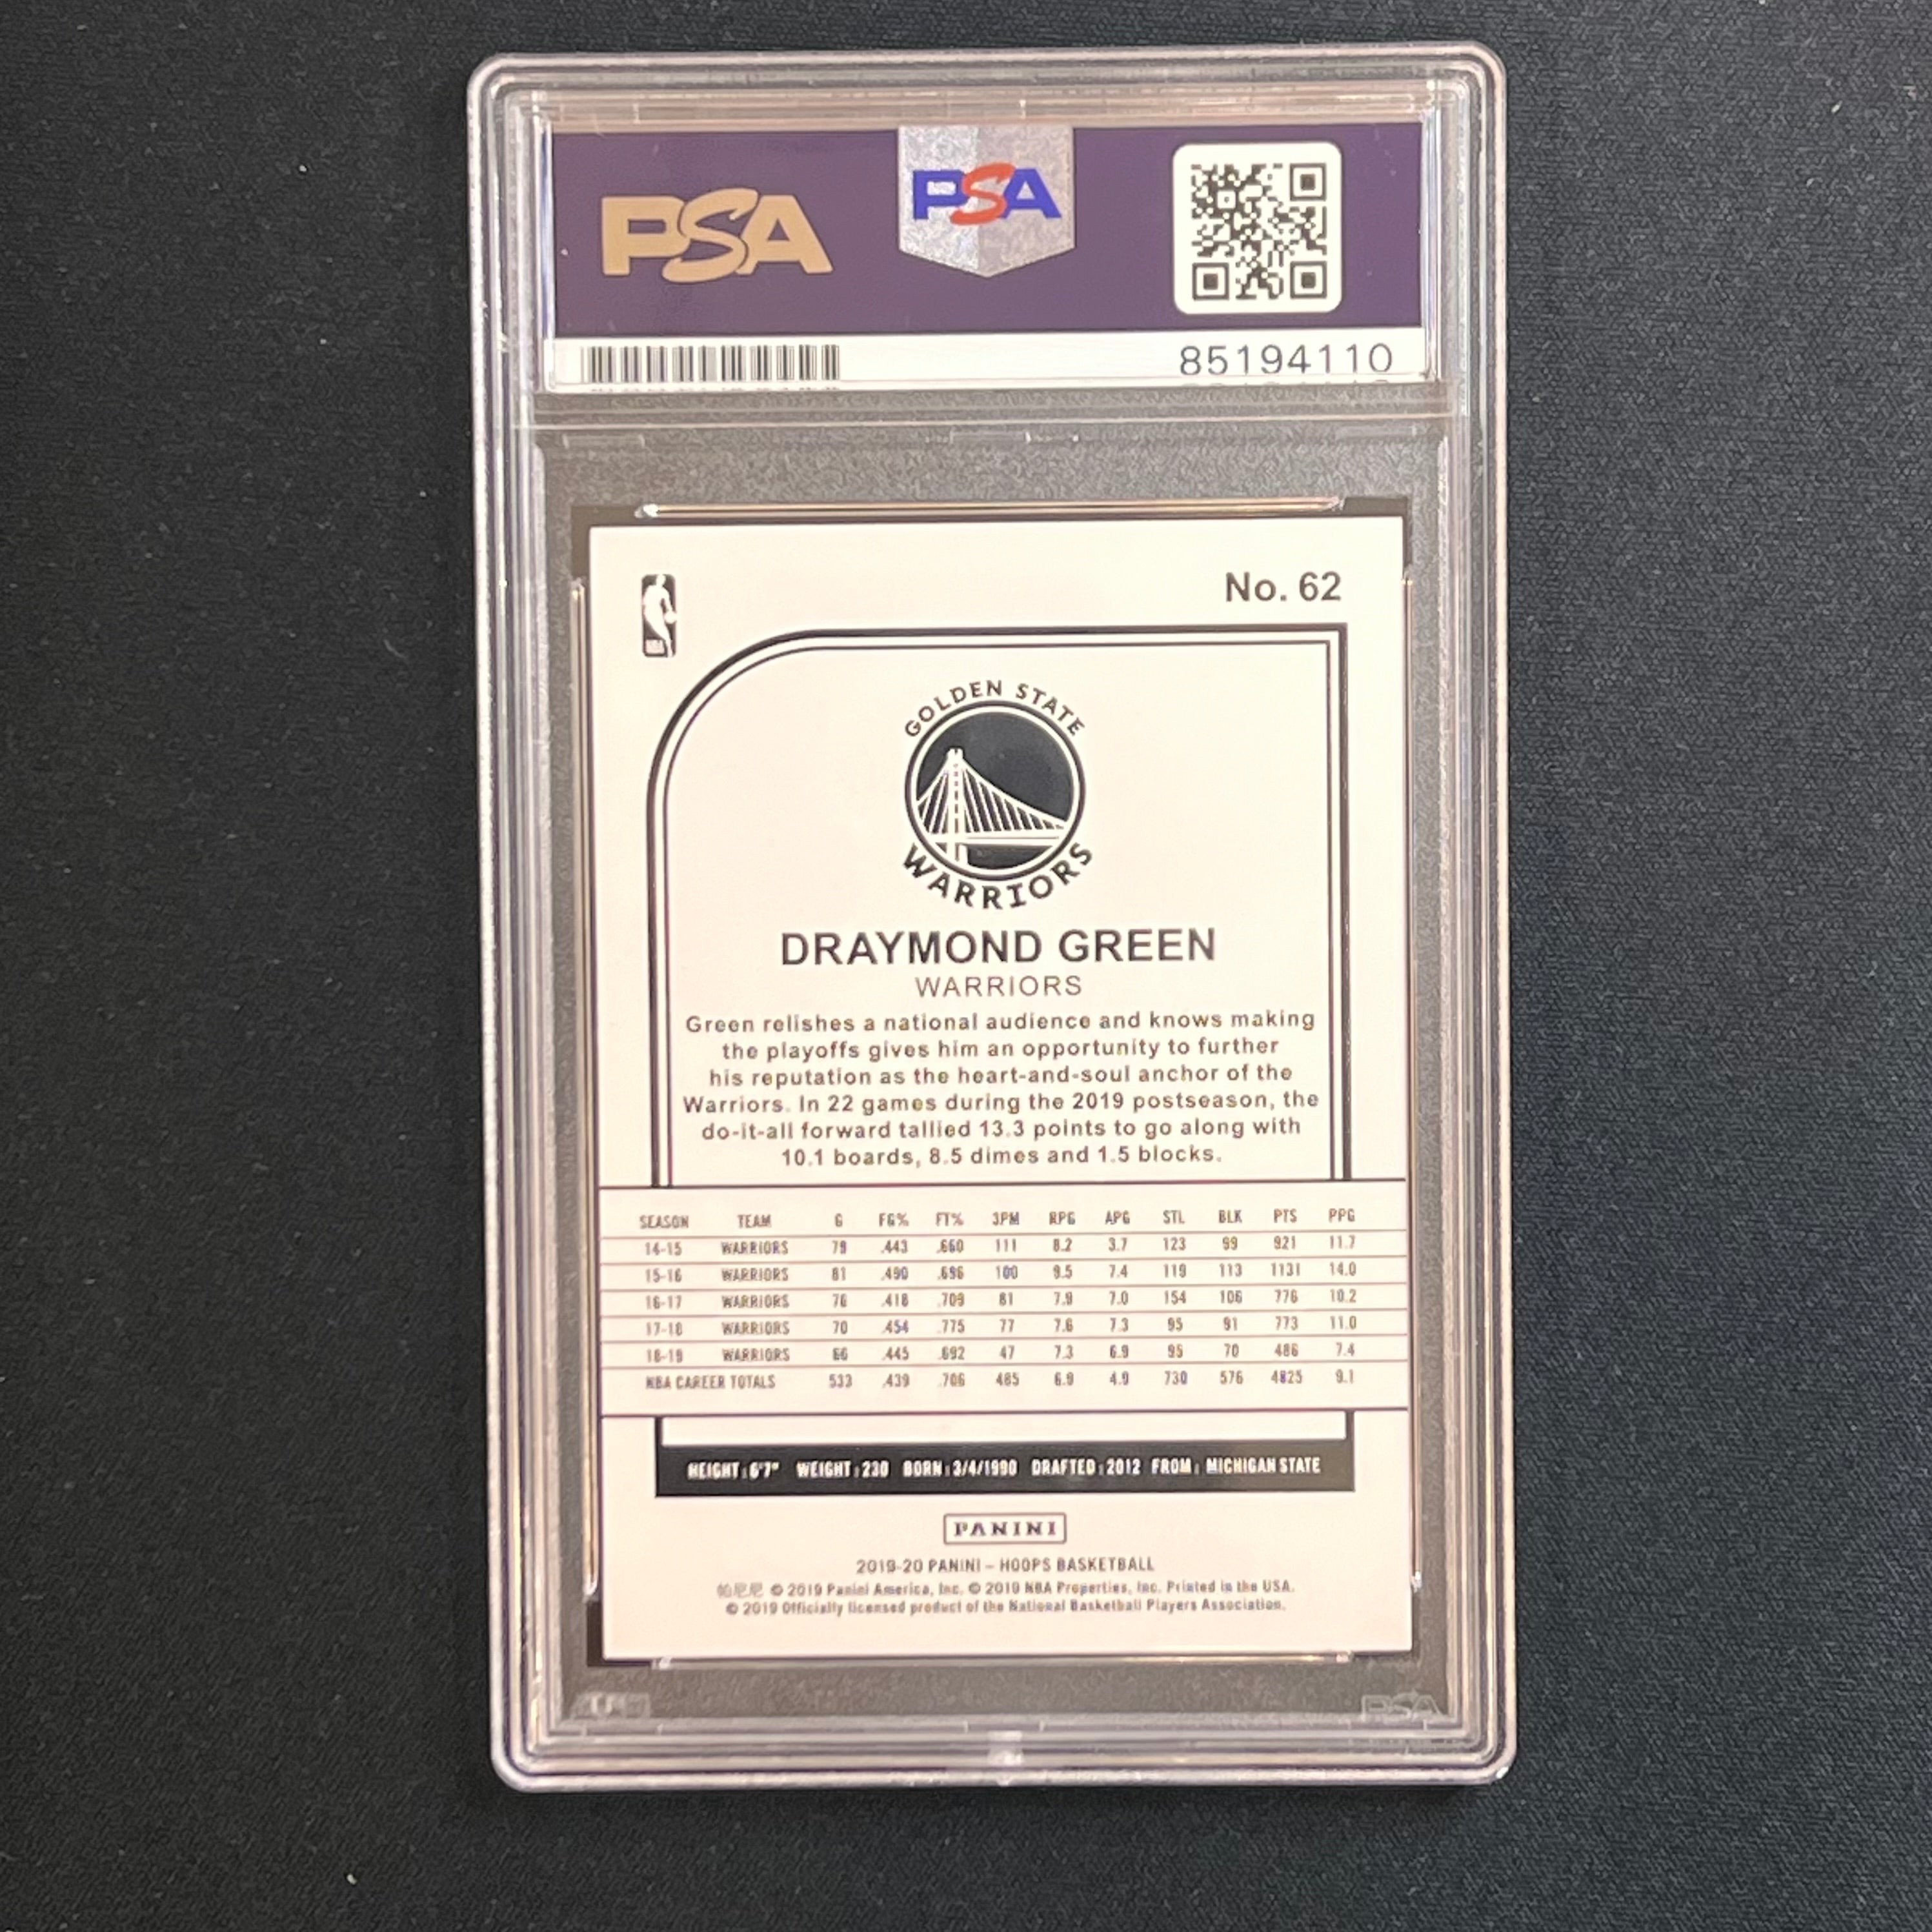 PSA
PSA
85194110
No. 62
NBA
GOLDEN STATE
WARRIORS
DRAYMOND GREEN
WARRIORS
Green relishes a national audience and knows making
the playoffs gives him an opportunity to further
his reputation as the heart-and-soul anchor of the
Warriors. In 22 games during the 2019 postseason, the
do-it-all forward tallied 13.3 points to go along with
10.1 boards, 8.5 dimes and 1.5 blocks.
SEASON TEAM G FG% FT% 3PM RPG APG STL BLK PTS PPG
14-15 WARRIORS 79 .443 .660 111 8.2 3.7 123 99 921 11.7
15-16 WARRIORS 81 .490 .696 100 9.5 7.4 119 113 1131 14.0
16-17 WARRIORS 76 .418 .709 81 7.9 7.0 154 106 776 10.2
17-18 WARRIORS 70 .454 .775 77 7.6 7.3 95 91 773 11.0
18-19 WARRIORS 66 .445 .692 47 7.3 6.9 95 70 486 7.4
NBA CAREER TOTALS 533 .439 .706 485 6.9 4.9 730 576 4825 9.1
HEIGHT: 6'7" WEIGHT: 230 BORN: 3/4/1990 DRAFTED: 2012 FROM: MICHIGAN STATE
PANINI
2019-20 PANINI – HOOPS BASKETBALL
帕尼尼 © 2019 Panini America, Inc. © 2019 NBA Properties, Inc. Printed in the USA.
© 2019 Officially licensed product of the National Basketball Players Association.
PSA